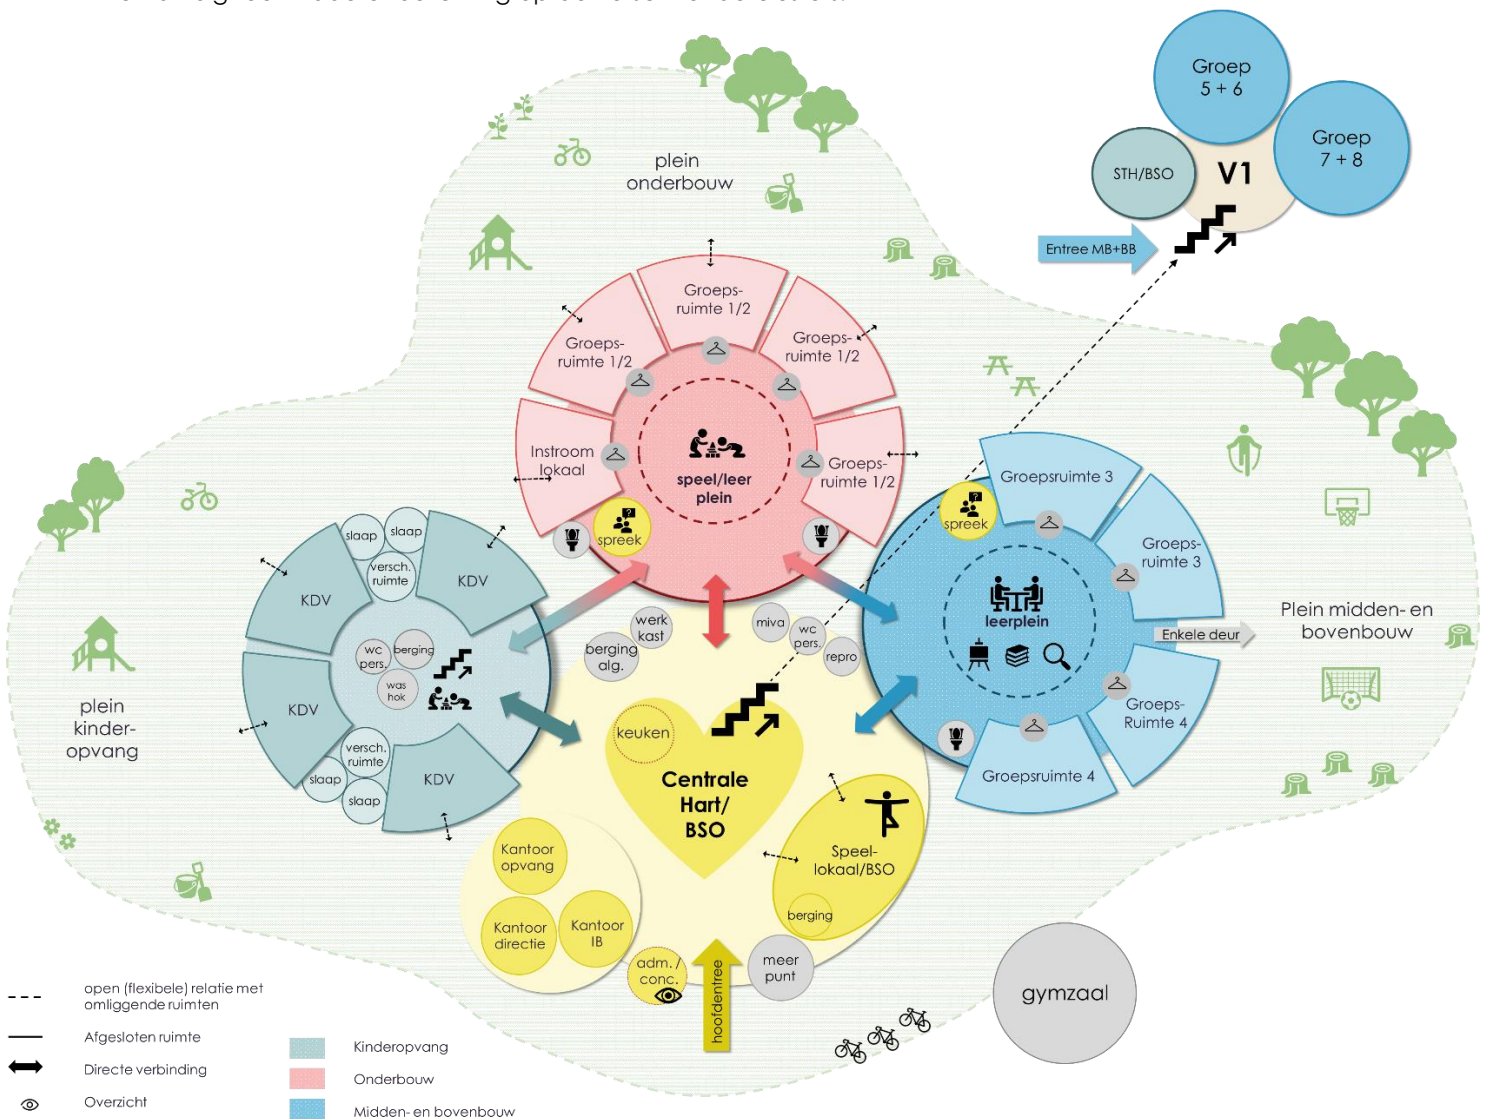 Groep
5 + 6
Groep
7 + 8
STH/BSO
V1
Entree MB+BB
plein
onderbouw
Groeps-
ruimte 1/2
Groeps-
ruimte 1/2
Groeps-
ruimte 1/2
Instroom
lokaal
Groeps-
ruimte 1/2
speel/leer
plein
spreek
slaap
slaap
versch.
ruimte
KDV
KDV
wc
pers.
berging
was
hok
KDV
versch.
ruimte
slaap
slaap
KDV
plein
kinder-
opvang
spreek
Groepsruimte 3
Groeps-
ruimte 3
leerplein
Enkele deur
Groeps-
Ruimte 4
Groepsruimte 4
Plein midden- en
bovenbouw
werk
kast
berging
alg.
miva
wc
pers.
repro
keuken
Centrale
Hart/
BSO
Speel-
lokaal/BSO
berging
Kantoor
opvang
Kantoor
directie
Kantoor
IB
adm./
conc.
hoofdentree
meer
punt
gymzaal
open (flexibele) relatie met
omliggende ruimten
Afgesloten ruimte
Directe verbinding
Overzicht
Kinderopvang
Onderbouw
Midden- en bovenbouw